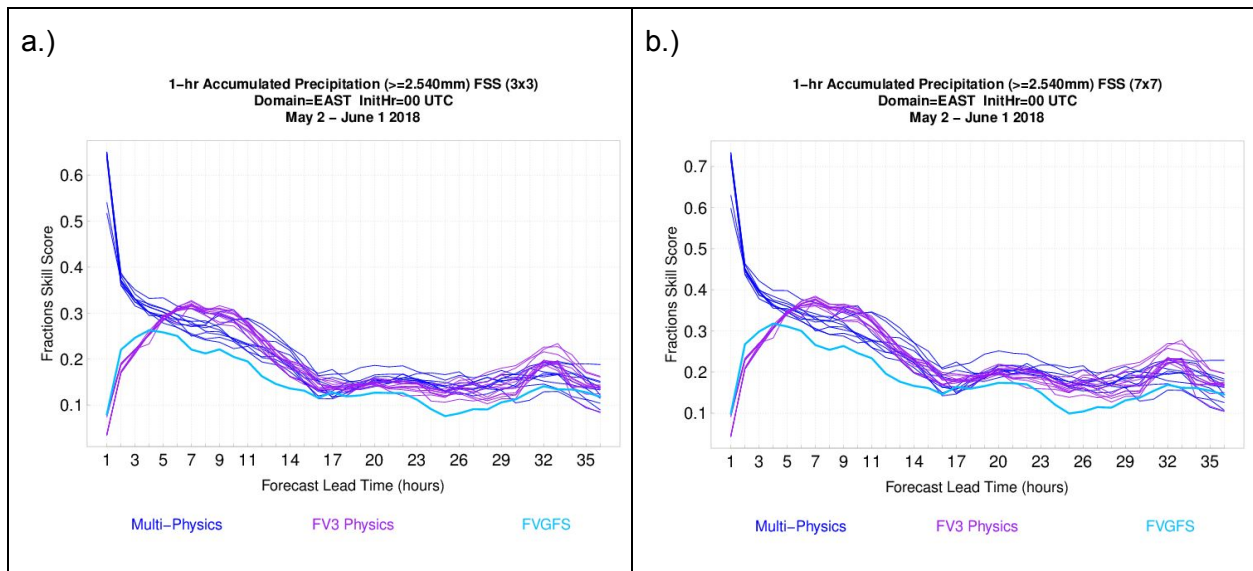 a.)
1-hr Accumulated Precipitation (>=2.540mm) FSS (3x3)
Domain=EAST InitHr=00 UTC
May 2 - June 1 2018
Fractions Skill Score
0.6
0.5
0.4
0.3
0.2
0.1
1 3 5 7 9 11 14 17 20 23 26 29 32 35
Forecast Lead Time (hours)
Multi-Physics FV3 Physics FVGFS
b.)
1-hr Accumulated Precipitation (>=2.540mm) FSS (7x7)
Domain=EAST InitHr=00 UTC
May 2 - June 1 2018
Fractions Skill Score
0.7
0.6
0.5
0.4
0.3
0.2
0.1
1 3 5 7 9 11 14 17 20 23 26 29 32 35
Forecast Lead Time (hours)
Multi-Physics FV3 Physics FVGFS